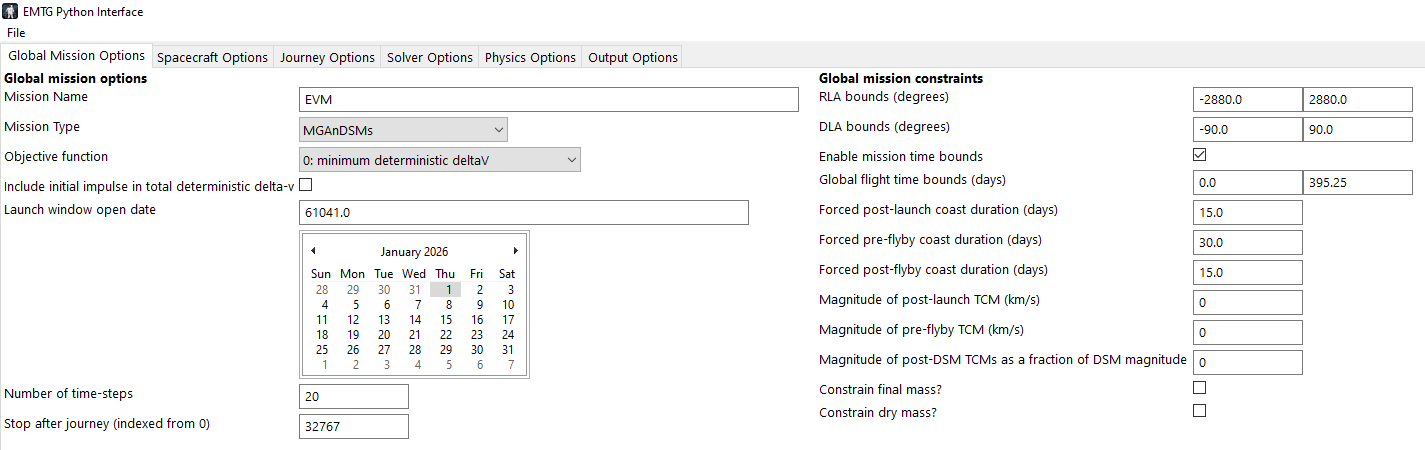 EMTG Python Interface
File
Global Mission Options Spacecraft Options Journey Options Solver Options Physics Options Output Options
Global mission options
Mission Name EVM
Mission Type MGAnDSMs
Objective function 0: minimum deterministic deltaV
Include initial impulse in total deterministic delta-v
Launch window open date 61041.0
January 2026
Sun Mon Tue Wed Thu Fri Sat
28 29 30 31 1 2 3
4 5 6 7 8 9 10
11 12 13 14 15 16 17
18 19 20 21 22 23 24
25 26 27 28 29 30 31
1 2 3 4 5 6 7
Number of time-steps 20
Stop after journey (indexed from 0) 32767
Global mission constraints
RLA bounds (degrees) -2880.0 2880.0
DLA bounds (degrees) -90.0 90.0
Enable mission time bounds
Global flight time bounds (days) 0.0 395.25
Forced post-launch coast duration (days) 15.0
Forced pre-flyby coast duration (days) 30.0
Forced post-flyby coast duration (days) 15.0
Magnitude of post-launch TCM (km/s) 0
Magnitude of pre-flyby TCM (km/s) 0
Magnitude of post-DSM TCMs as a fraction of DSM magnitude 0
Constrain final mass?
Constrain dry mass?